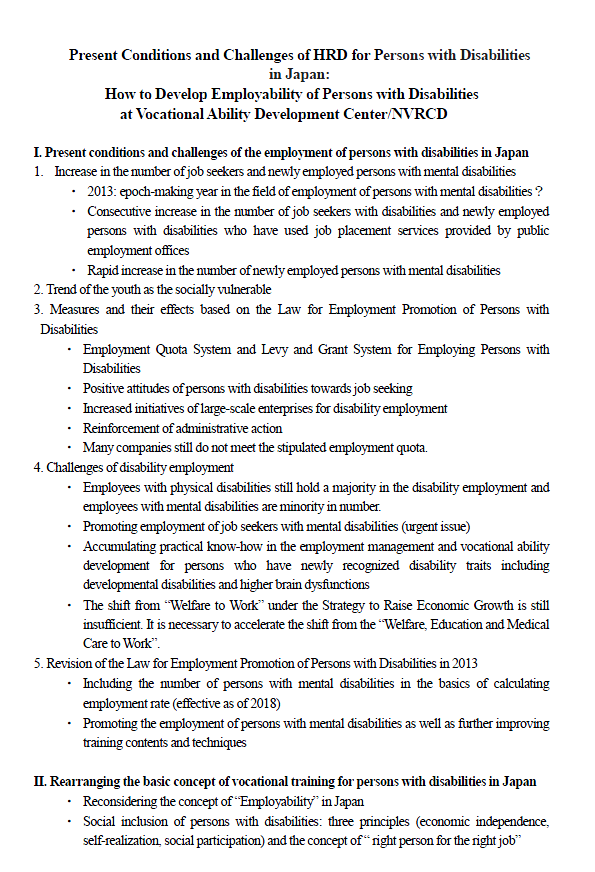 Present Conditions and Challenges of HRD for Persons with Disabilities
in Japan:
How to Develop Employability of Persons with Disabilities
at Vocational Ability Development Center/NVRCD
I. Present conditions and challenges of the employment of persons with disabilities in Japan
1. Increase in the number of job seekers and newly employed persons with mental disabilities
・ 2013: epoch-making year in the field of employment of persons with mental disabilities？
・ Consecutive increase in the number of job seekers with disabilities and newly employed
persons with disabilities who have used job placement services provided by public
employment offices
・ Rapid increase in the number of newly employed persons with mental disabilities
2. Trend of the youth as the socially vulnerable
3. Measures and their effects based on the Law for Employment Promotion of Persons with
Disabilities
・ Employment Quota System and Levy and Grant System for Employing Persons with
Disabilities
・ Positive attitudes of persons with disabilities towards job seeking
・ Increased initiatives of large-scale enterprises for disability employment
・ Reinforcement of administrative action
・ Many companies still do not meet the stipulated employment quota.
4. Challenges of disability employment
・ Employees with physical disabilities still hold a majority in the disability employment and
employees with mental disabilities are minority in number.
・ Promoting employment of job seekers with mental disabilities (urgent issue)
・ Accumulating practical know-how in the employment management and vocational ability
development for persons who have newly recognized disability traits including
developmental disabilities and higher brain dysfunctions
・ The shift from “Welfare to Work” under the Strategy to Raise Economic Growth is still
insufficient. It is necessary to accelerate the shift from the “Welfare, Education and Medical
Care to Work”.
5. Revision of the Law for Employment Promotion of Persons with Disabilities in 2013
・ Including the number of persons with mental disabilities in the basics of calculating
employment rate (effective as of 2018)
・ Promoting the employment of persons with mental disabilities as well as further improving
training contents and techniques
II. Rearranging the basic concept of vocational training for persons with disabilities in Japan
・ Reconsidering the concept of “Employability” in Japan
・ Social inclusion of persons with disabilities: three principles (economic independence,
self-realization, social participation) and the concept of “ right person for the right job”